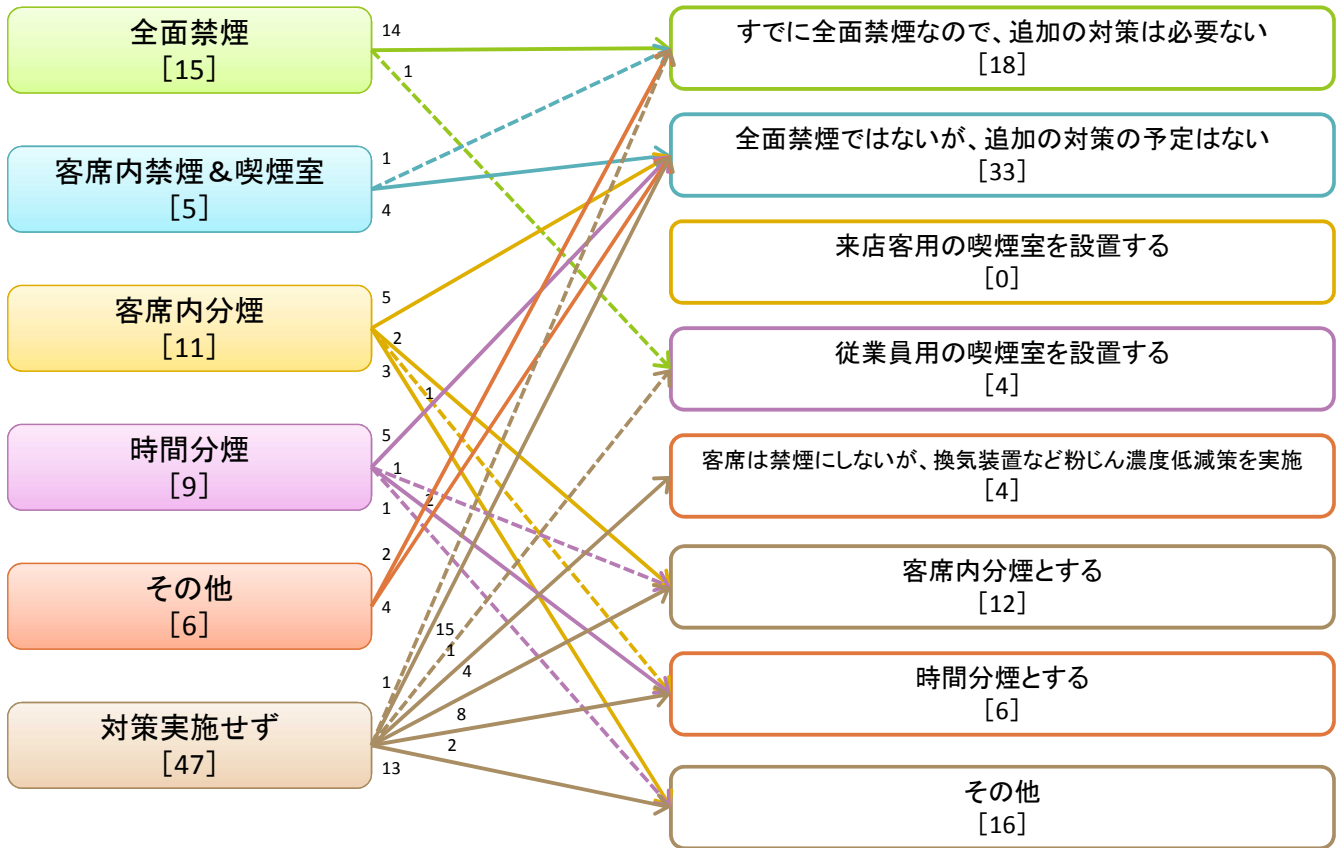 全面禁煙
[15]
客席内禁煙＆喫煙室
[5]
客席内分煙
[11]
時間分煙
[9]
その他
[6]
対策実施せず
[47]
14
1
1
4
5
2
3
1
5
1
2
1
2
4
15
1
1
4
8
2
13
すでに全面禁煙なので、追加の対策は必要ない
[18]
全面禁煙ではないが、追加の対策の予定はない
[33]
来店客用の喫煙室を設置する
[0]
従業員用の喫煙室を設置する
[4]
客席は禁煙にしないが、換気装置など粉じん濃度低減策を実施
[4]
客席内分煙とする
[12]
時間分煙とする
[6]
その他
[16]